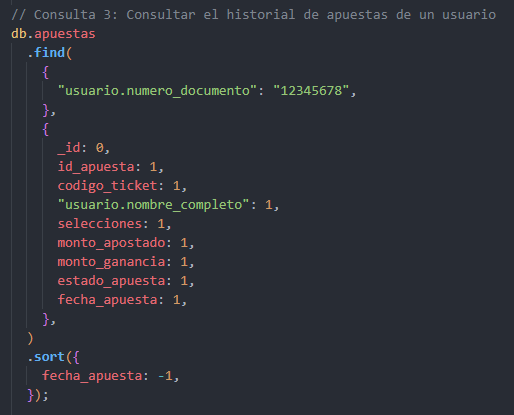 // Consulta 3: Consultar el historial de apuestas de un usuario
db.apuestas
  .find(
    {
      "usuario.numero_documento": "12345678",
    },
    {
      _id: 0,
      id_apuesta: 1,
      codigo_ticket: 1,
      "usuario.nombre_completo": 1,
      selecciones: 1,
      monto_apostado: 1,
      monto_ganancia: 1,
      estado_apuesta: 1,
      fecha_apuesta: 1,
    },
  )
  .sort({
    fecha_apuesta: -1,
  });